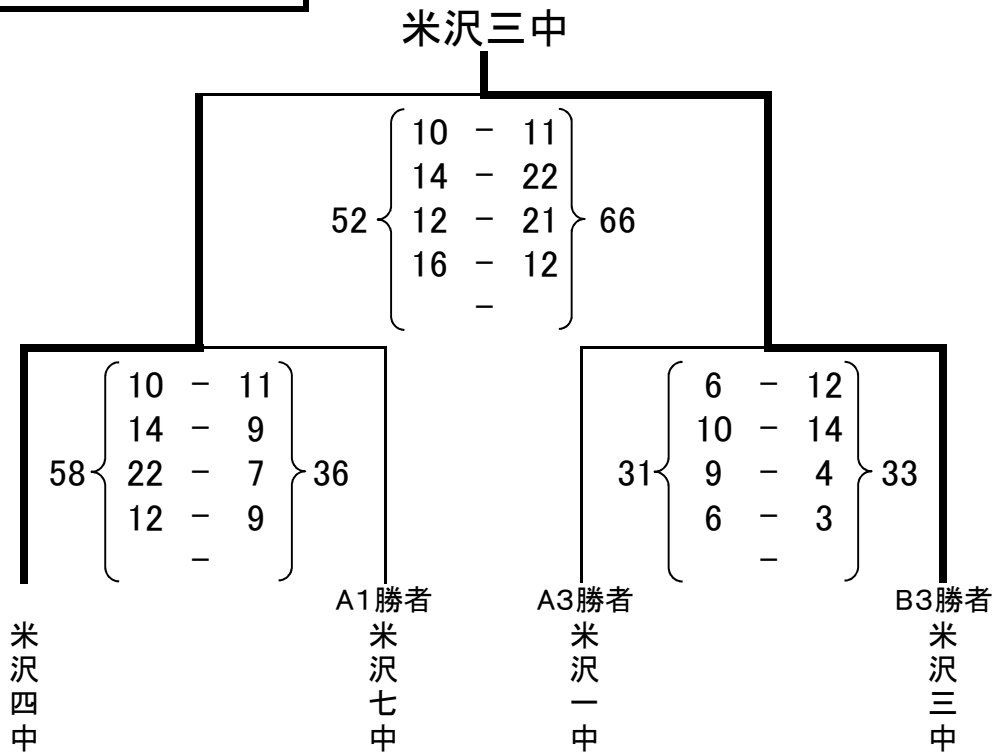 米沢三中
10 - 11
14 - 22
52 12 - 21 66
16 - 12
-
10 - 11
14 - 9
58 22 - 7 36
12 - 9
-
6 - 12
10 - 14
31 9 - 4 33
6 - 3
-
A1勝者
A3勝者
B3勝者
米沢四中
米沢七中
米沢一中
米沢三中